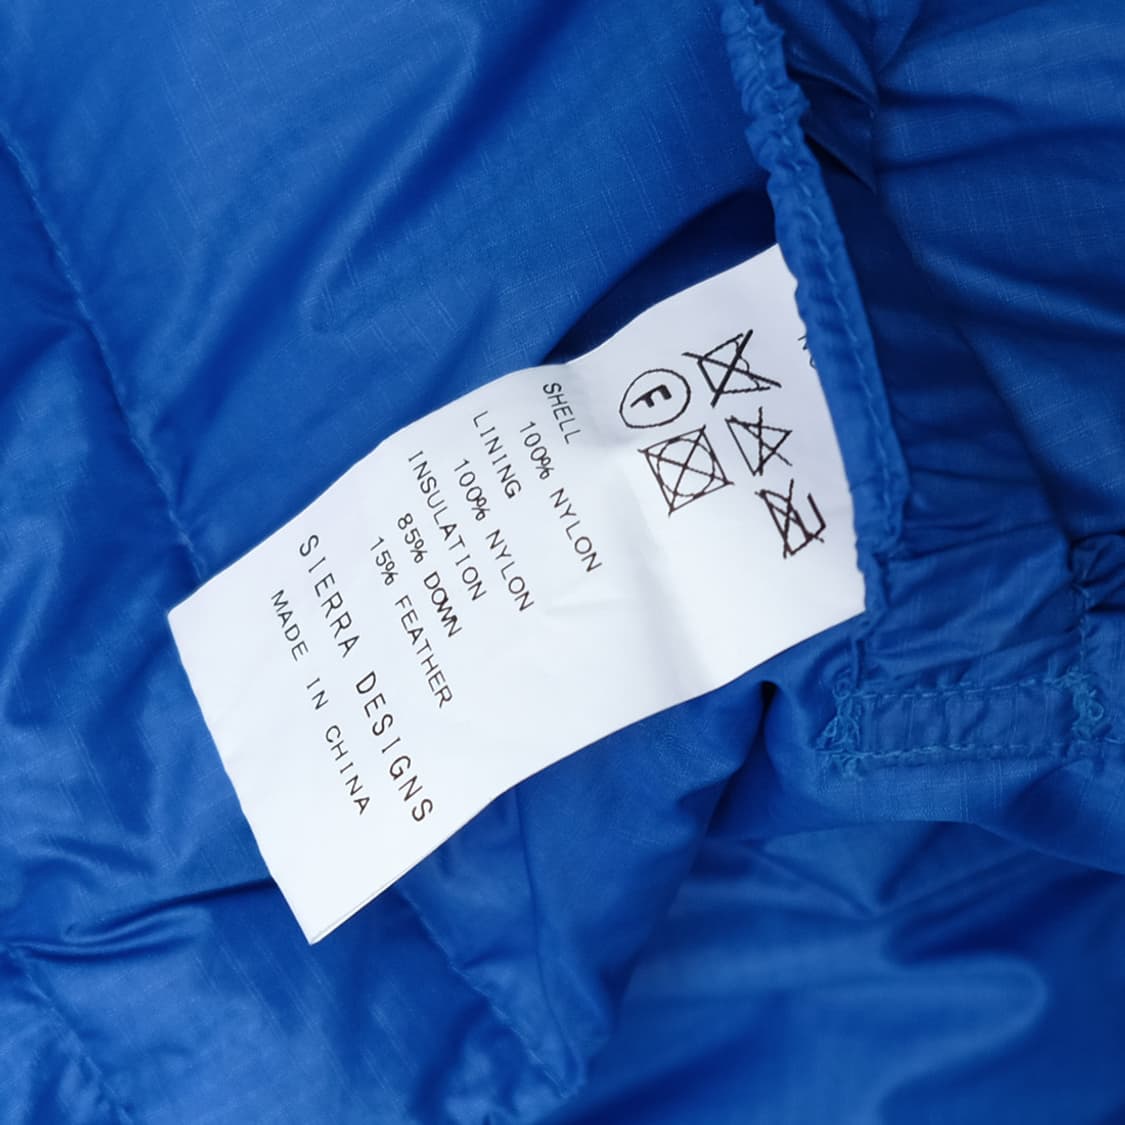 F
SHELL
100% NYLON
LINING
100% NYLON
INSULATION
85% DOWN
15% FEATHER
SIERRA DESIGNS
MADE IN CHINA